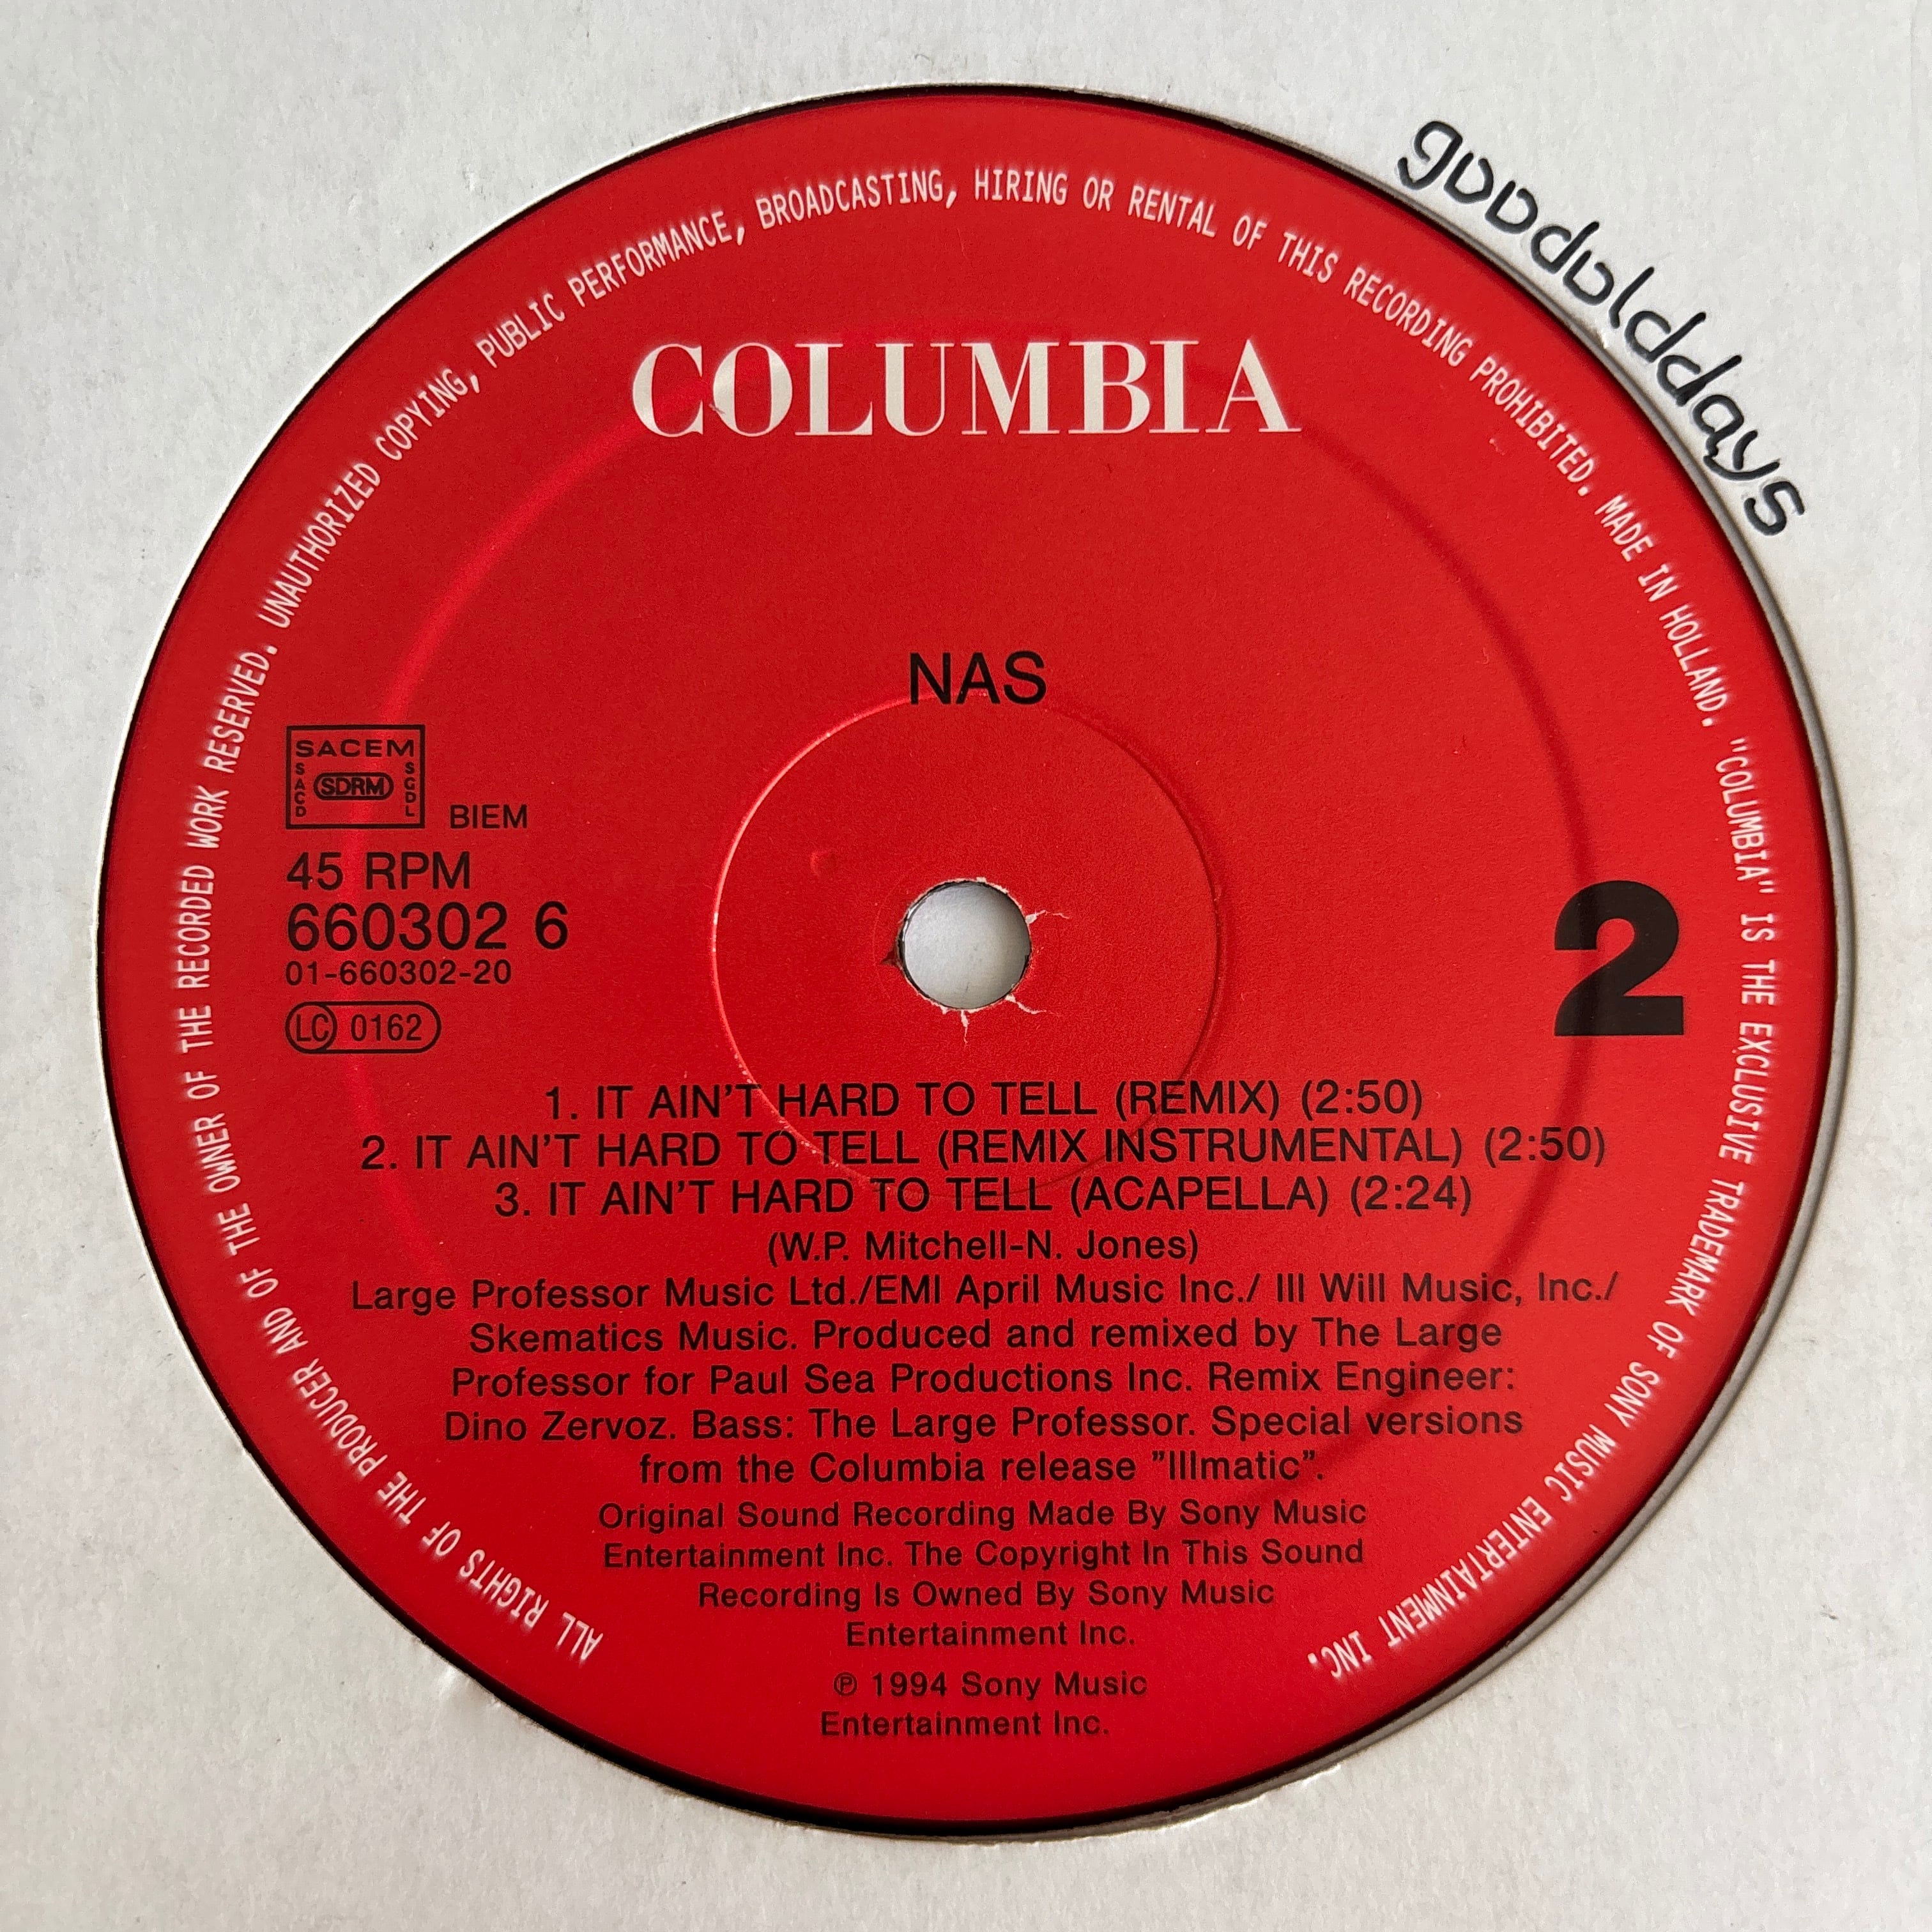 gooddolddays
COLUMBIA
NAS
SACEM
SACD
SDRM
SGDL
BIEM
45 RPM
660302 6
01-660302-20
LC 0162
2
1. IT AIN'T HARD TO TELL (REMIX) (2:50)
2. IT AIN'T HARD TO TELL (REMIX INSTRUMENTAL) (2:50)
3. IT AIN'T HARD TO TELL (ACAPELLA) (2:24)
(W.P. Mitchell-N. Jones)
Large Professor Music Ltd./EMI April Music Inc./ Ill Will Music, Inc./
Skematics Music. Produced and remixed by The Large
Professor for Paul Sea Productions Inc. Remix Engineer:
Dino Zervoz. Bass: The Large Professor. Special versions
from the Columbia release ”Illmatic”.
Original Sound Recording Made By Sony Music
Entertainment Inc. The Copyright In This Sound
Recording Is Owned By Sony Music
Entertainment Inc.
℗ 1994 Sony Music
Entertainment Inc.
ALL RIGHTS OF THE PRODUCER AND OF THE OWNER OF THE RECORDED WORK RESERVED. UNAUTHORIZED COPYING, PUBLIC PERFORMANCE, BROADCASTING, HIRING OR RENTAL OF THIS RECORDING PROHIBITED. MADE IN HOLLAND. "COLUMBIA" IS THE EXCLUSIVE TRADEMARK OF SONY MUSIC ENTERTAINMENT INC.